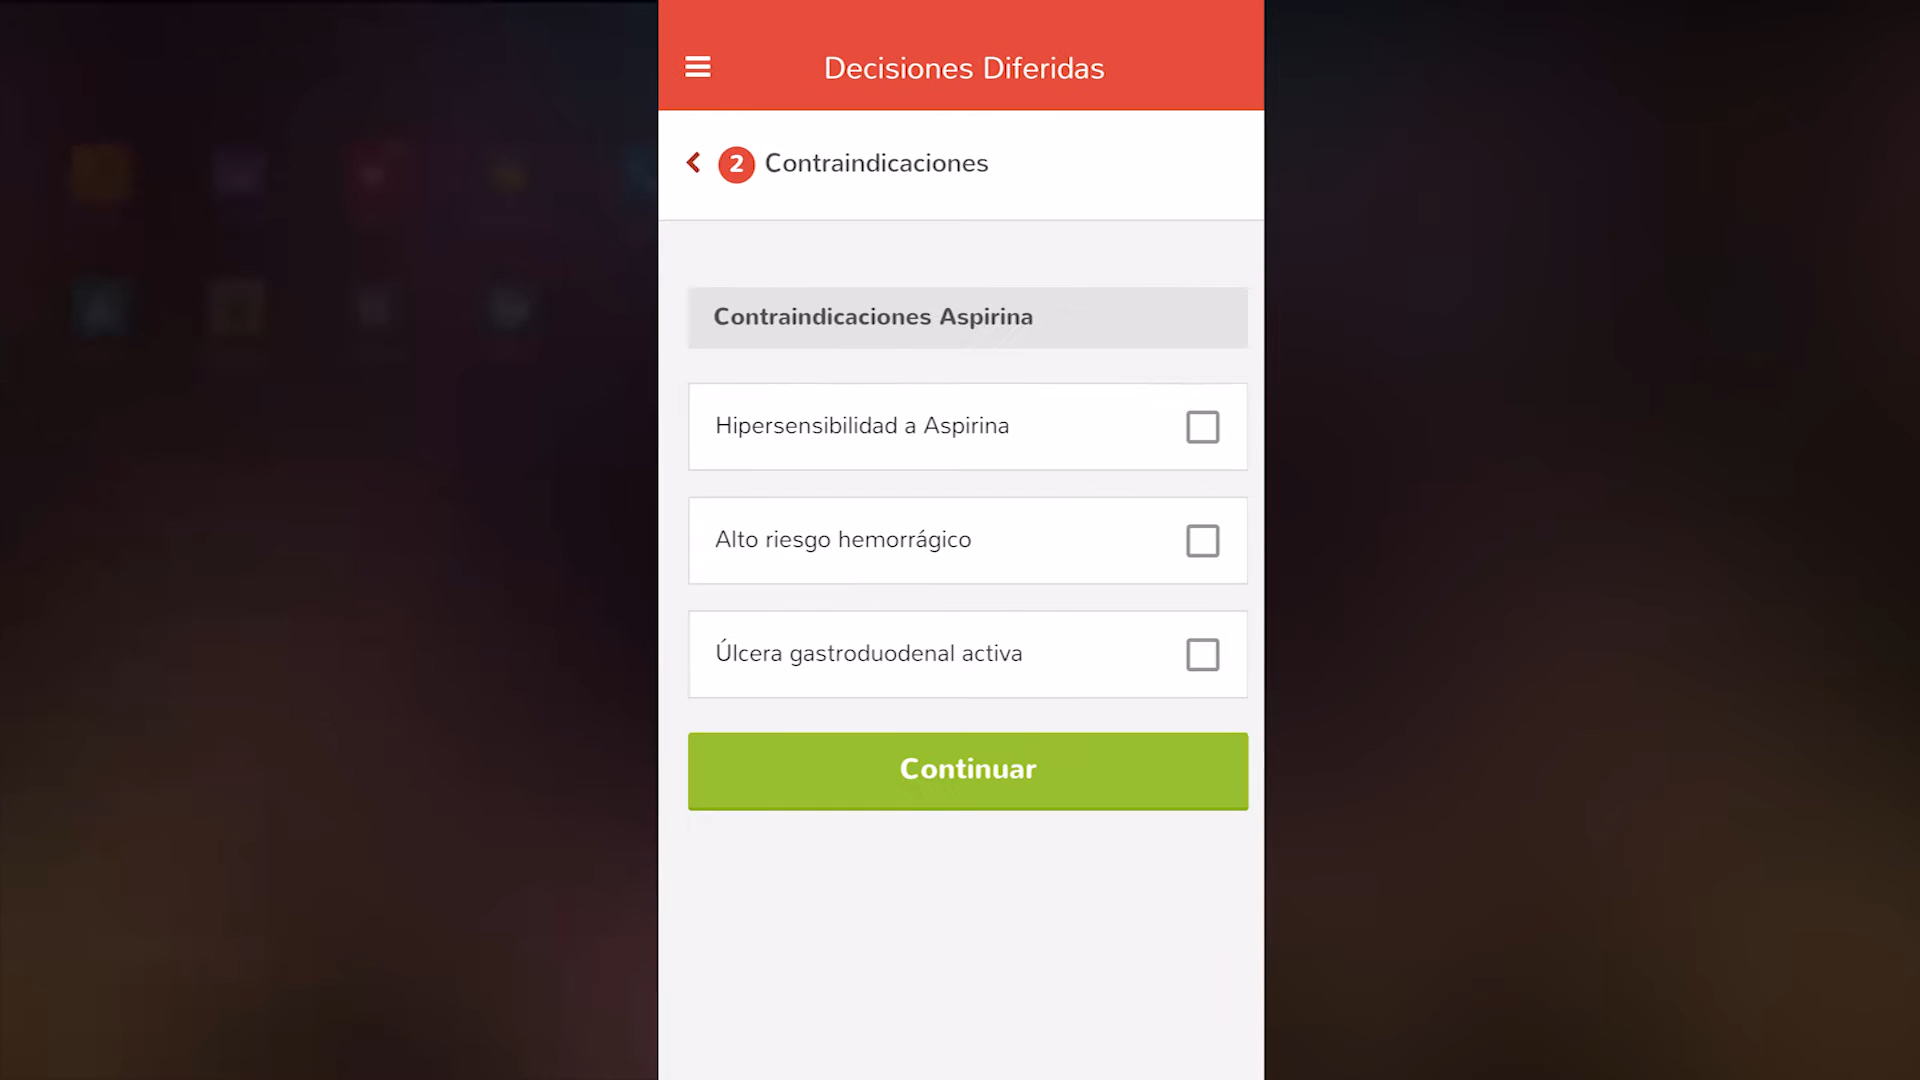 Decisiones Diferidas
2 Contraindicaciones
Contraindicaciones Aspirina
Hipersensibilidad a Aspirina
Alto riesgo hemorrágico
Úlcera gastroduodenal activa
Continuar